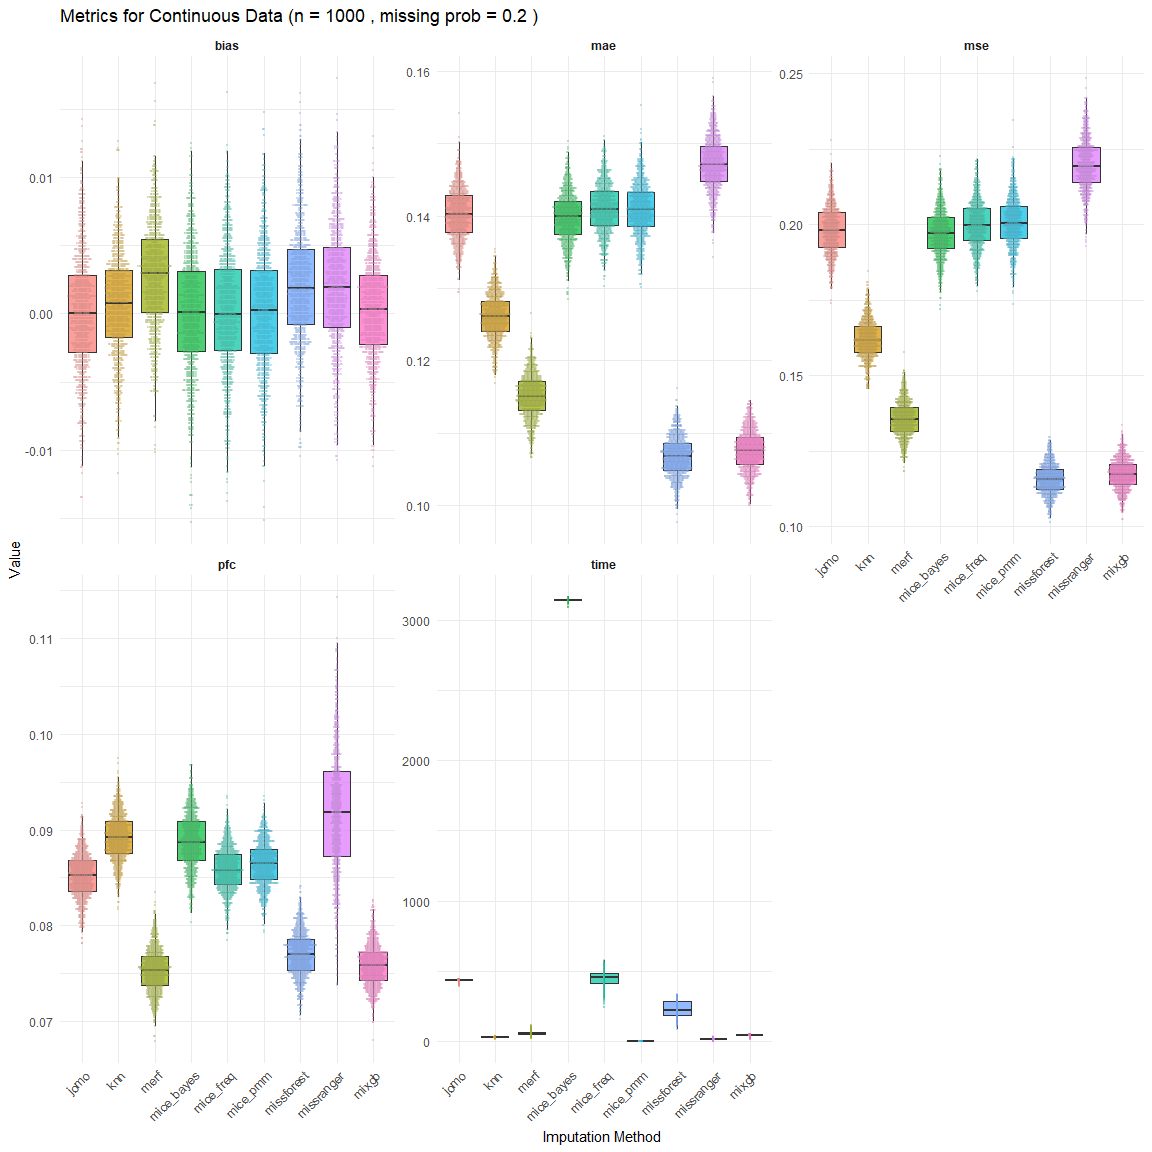 Metrics for Continuous Data (n = 1000 , missing prob = 0.2 )
bias
mae
mse
0.01
0.00
-0.01
0.16
0.14
0.12
0.10
0.25
0.20
0.15
0.10
jomo
knn
merf
mice_bayes
mice_freq
mice_pmm
missforest
missranger
mixgb
Value
pfc
time
0.11
0.10
0.09
0.08
0.07
3000
2000
1000
0
jomo
knn
merf
mice_bayes
mice_freq
mice_pmm
missforest
missranger
mixgb
jomo
knn
merf
mice_bayes
mice_freq
mice_pmm
missforest
missranger
mixgb
Imputation Method